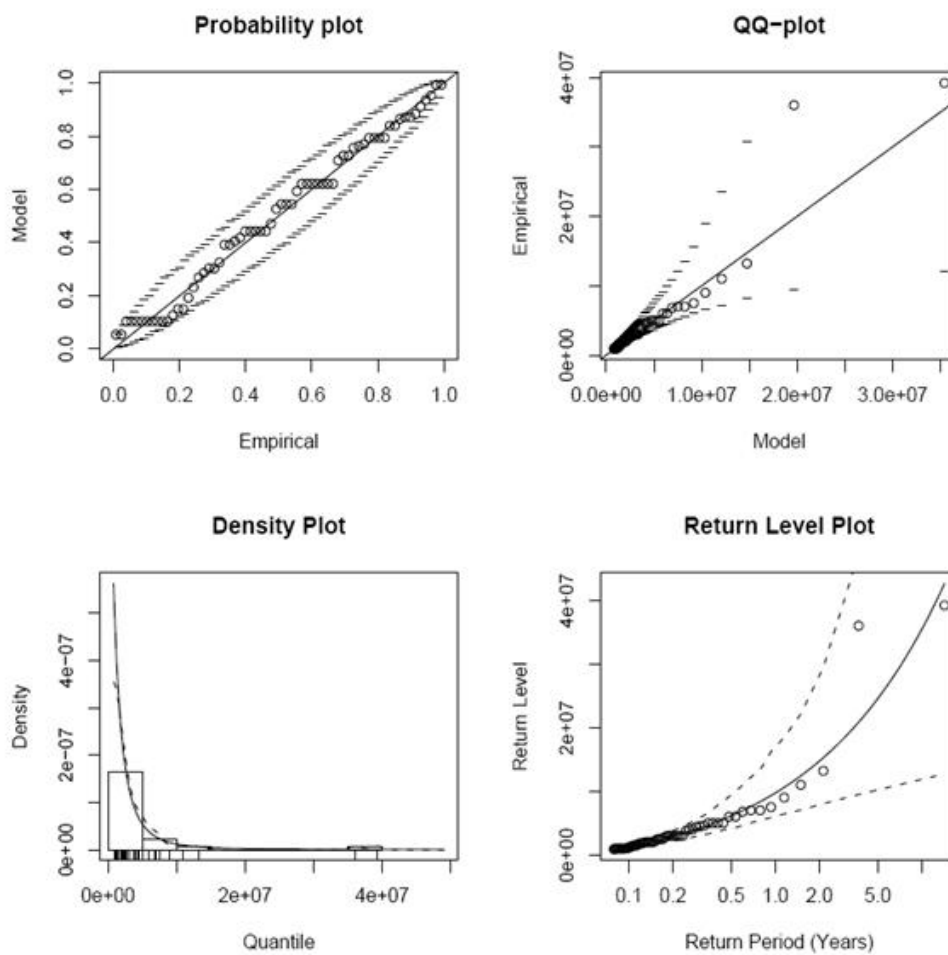 Probability plot
Model
0.0 0.2 0.4 0.6 0.8 1.0
0.0 0.2 0.4 0.6 0.8 1.0
Empirical
QQ-plot
Empirical
0e+00 2e+07 4e+07
0.0e+00 1.0e+07 2.0e+07 3.0e+07
Model
Density Plot
Density
0e+00 2e-07 4e-07
0e+00 2e+07 4e+07
Quantile
Return Level Plot
Return Level
0e+00 2e+07 4e+07
0.1 0.2 0.5 1.0 2.0 5.0
Return Period (Years)